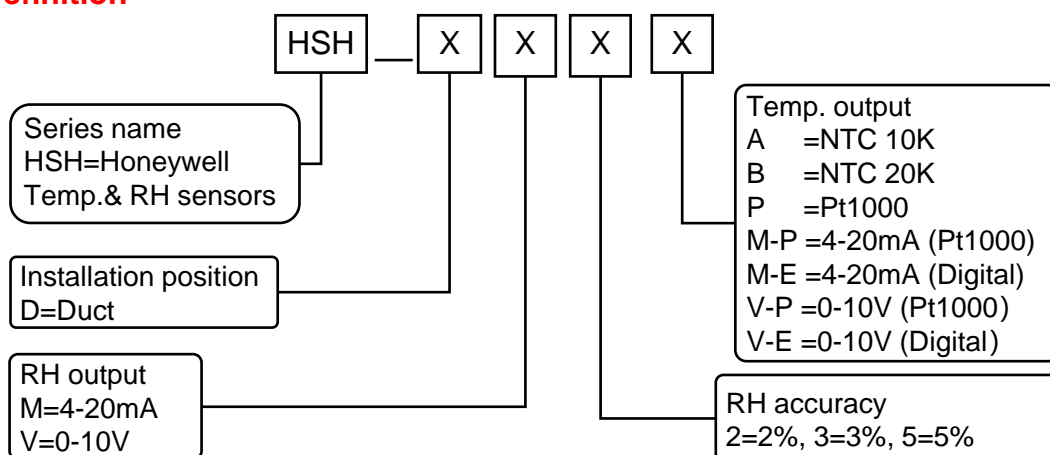 HSH _ X X X X
Series name
HSH=Honeywell
Temp.& RH sensors
Installation position
D=Duct
RH output
M=4-20mA
V=0-10V
Temp. output
A =NTC 10K
B =NTC 20K
P =Pt1000
M-P =4-20mA (Pt1000)
M-E =4-20mA (Digital)
V-P =0-10V (Pt1000)
V-E =0-10V (Digital)
RH accuracy
2=2%, 3=3%, 5=5%